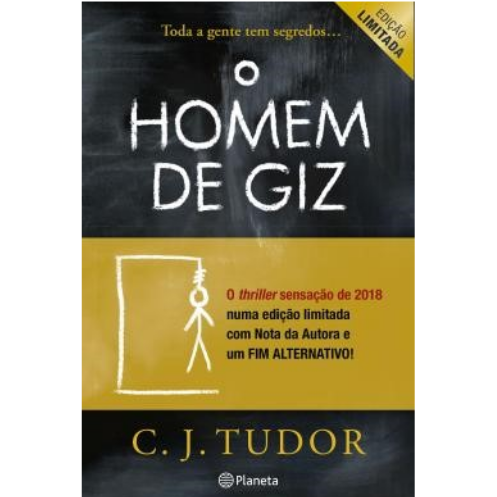 Toda a gente tem segredos...
EDIÇÃO
LIMITADA
O
HOMEM
DE GIZ
O thriller sensação de 2018
numa edição limitada
com Nota da Autora e
um FIM ALTERNATIVO!
C. J. TUDOR
Planeta